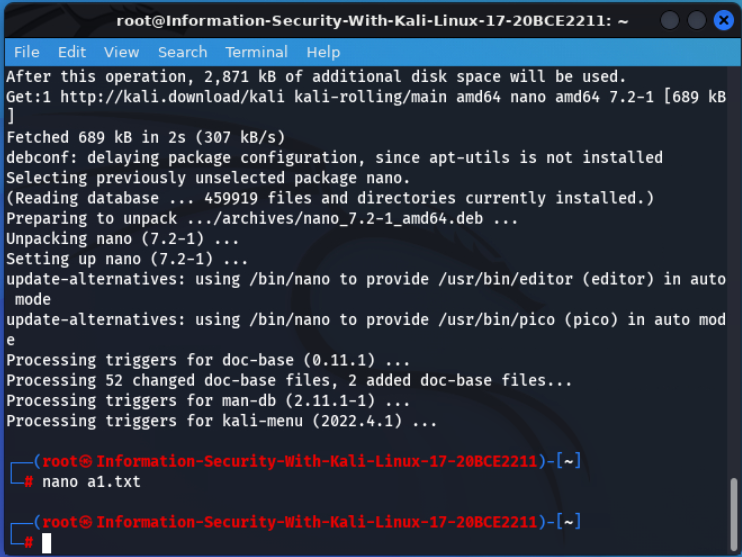 root@Information-Security-With-Kali-Linux-17-20BCE2211: ~
File Edit View Search Terminal Help
After this operation, 2,871 kB of additional disk space will be used.
Get:1 http://kali.download/kali kali-rolling/main amd64 nano amd64 7.2-1 [689 kB
]
Fetched 689 kB in 2s (307 kB/s)
debconf: delaying package configuration, since apt-utils is not installed
Selecting previously unselected package nano.
(Reading database ... 459919 files and directories currently installed.)
Preparing to unpack .../archives/nano_7.2-1_amd64.deb ...
Unpacking nano (7.2-1) ...
Setting up nano (7.2-1) ...
update-alternatives: using /bin/nano to provide /usr/bin/editor (editor) in auto
 mode
update-alternatives: using /bin/nano to provide /usr/bin/pico (pico) in auto mod
e
Processing triggers for doc-base (0.11.1) ...
Processing 52 changed doc-base files, 2 added doc-base files...
Processing triggers for man-db (2.11.1-1) ...
Processing triggers for kali-menu (2022.4.1) ...
┌──(root㉿Information-Security-With-Kali-Linux-17-20BCE2211)-[~]
└─# nano a1.txt
┌──(root㉿Information-Security-With-Kali-Linux-17-20BCE2211)-[~]
└─#